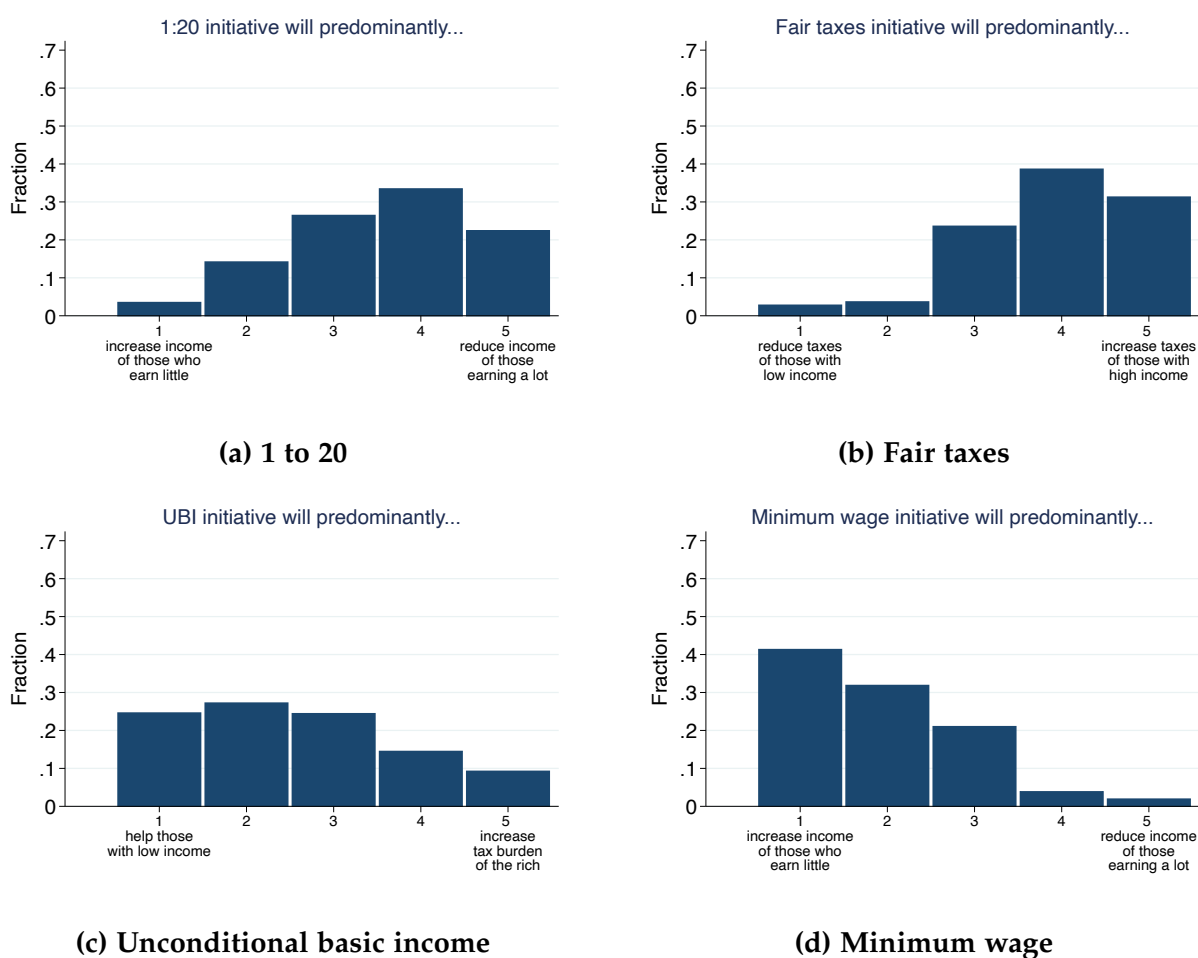 1:20 initiative will predominantly...
.7
.6
.5
.4
.3
.2
.1
0
Fraction
1 2 3 4 5
increase income reduce income
of those who of those
earn little earning a lot
(a) 1 to 20
Fair taxes initiative will predominantly...
.7
.6
.5
.4
.3
.2
.1
0
Fraction
1 2 3 4 5
reduce taxes increase taxes
of those with of those with
low income high income
(b) Fair taxes
UBI initiative will predominantly...
.7
.6
.5
.4
.3
.2
.1
0
Fraction
1 2 3 4 5
help those increase
with low income tax burden
of the rich
(c) Unconditional basic income
Minimum wage initiative will predominantly...
.7
.6
.5
.4
.3
.2
.1
0
Fraction
1 2 3 4 5
increase income reduce income
of those who of those
earn little earning a lot
(d) Minimum wage